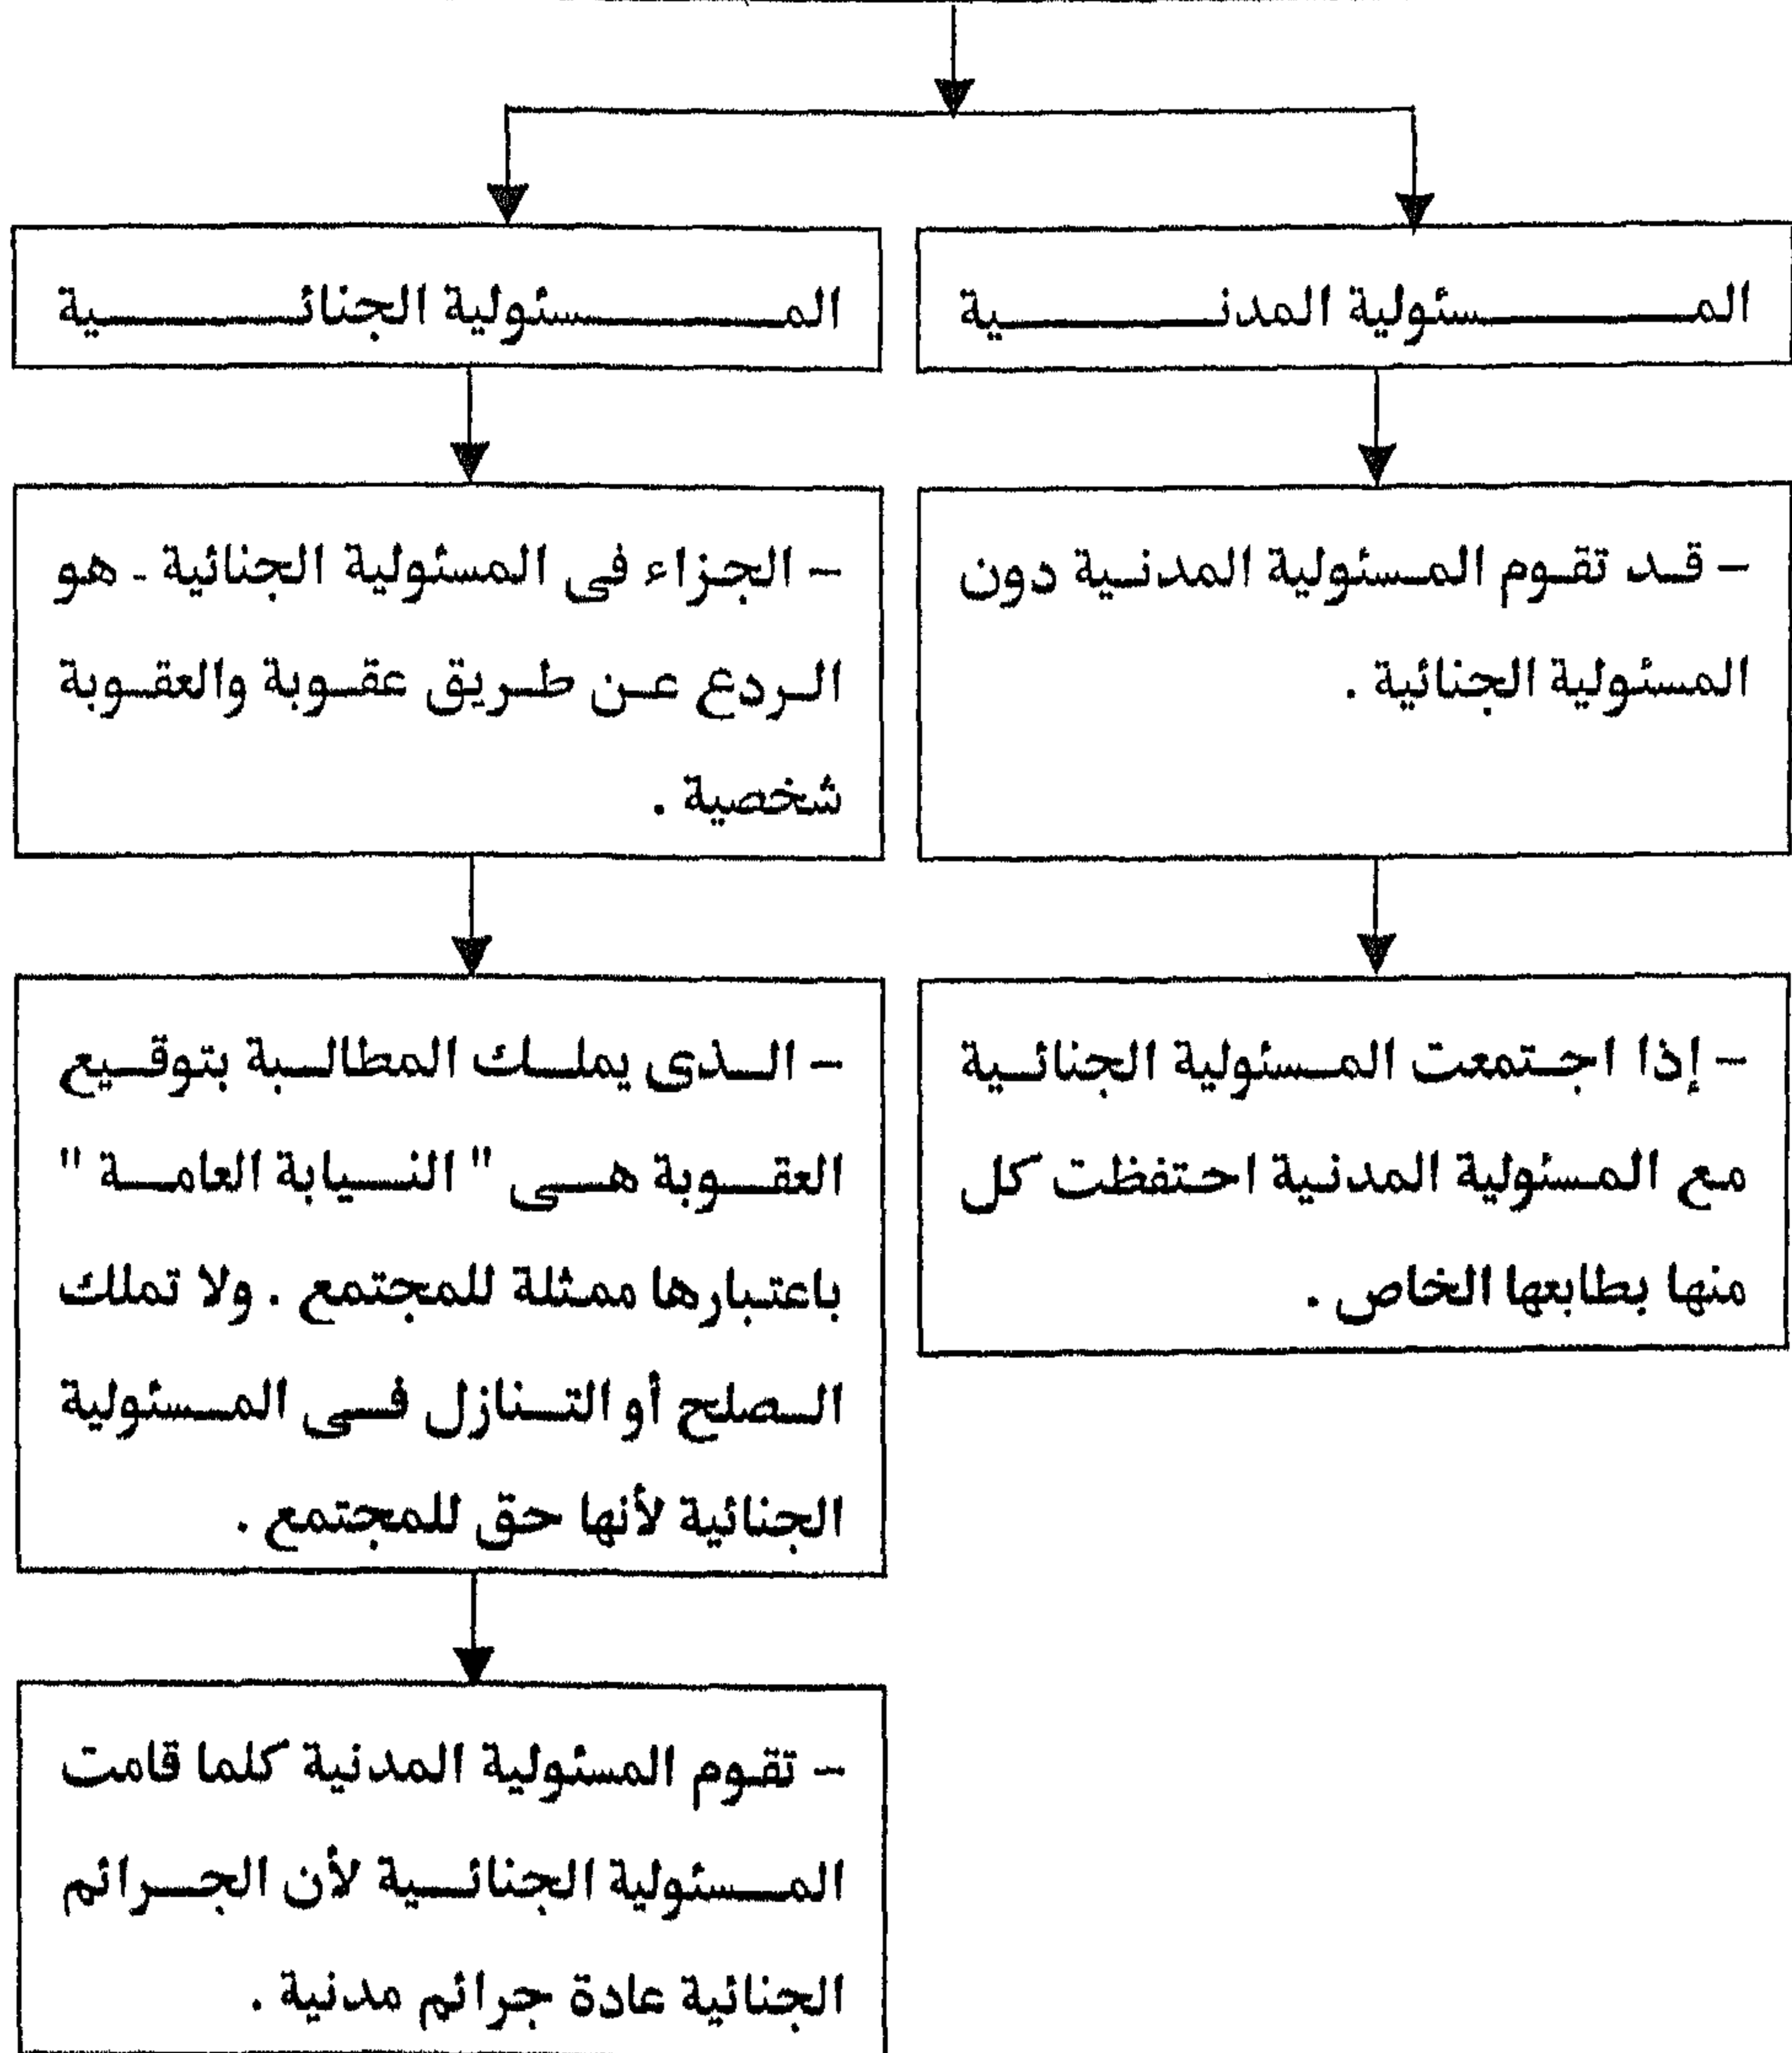 المسئولية المدنية
– قد تقوم المسئولية المدنية دون
المسئولية الجنائية .
– إذا اجتمعت المسئولية الجنائية
مع المسئولية المدنية احتفظت كل
منها بطابعها الخاص .
المسئولية الجنائية
– الجزاء فى المسئولية الجنائية - هو
الردع عن طريق عقوبة والعقوبة
شخصية .
– الذى يملك المطالبة بتوقيع
العقوبة هى " النيابة العامة "
باعتبارها ممثلة للمجتمع . ولا تملك
الصلح أو التنازل فى المسئولية
الجنائية لأنها حق للمجتمع .
– تقوم المسئولية المدنية كلما قامت
المسئولية الجنائية لأن الجرائم
الجنائية عادة جرائم مدنية .